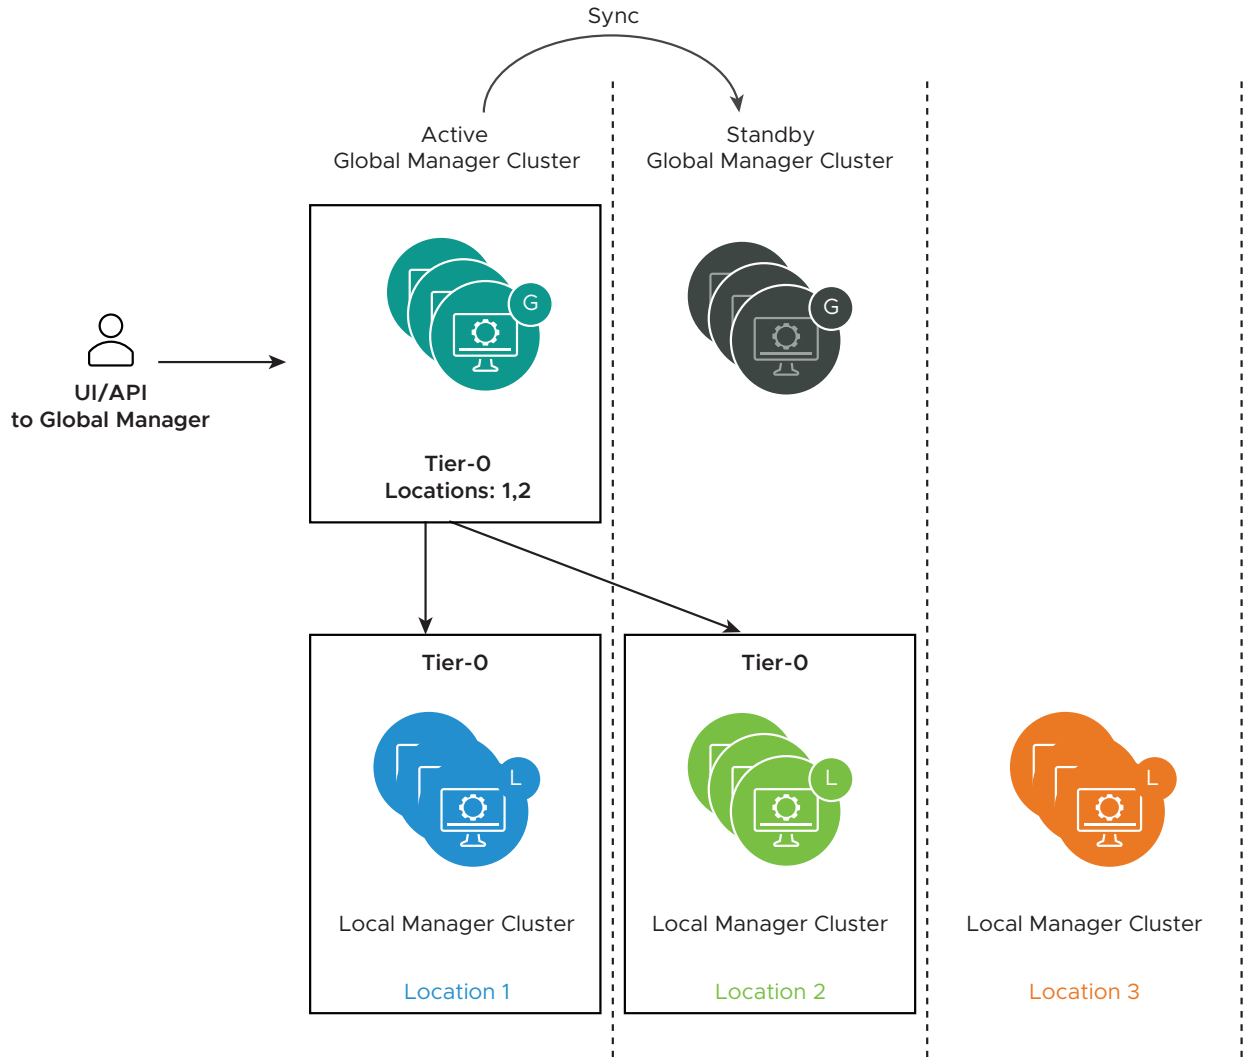 Sync
Active
Global Manager Cluster
Standby
Global Manager Cluster
G
G
UI/API
to Global Manager
Tier-0
Locations: 1,2
Tier-0
L
Local Manager Cluster
Location 1
Tier-0
L
Local Manager Cluster
Location 2
L
Local Manager Cluster
Location 3